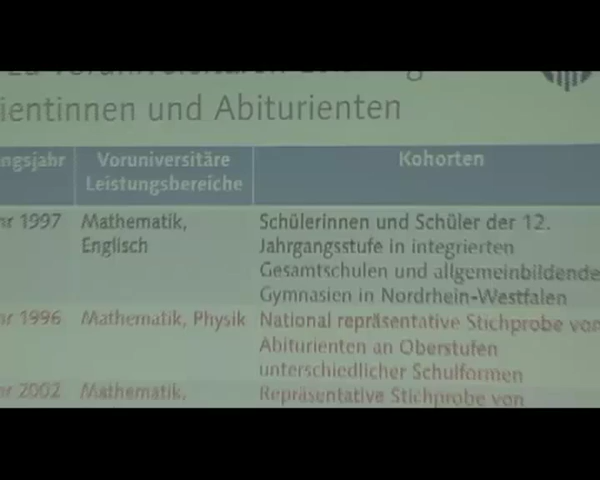 ientinnen und Abiturienten
ngsjahr Voruniversitäre Leistungsbereiche Kohorten
hr 1997 Mathematik, Englisch
Schülerinnen und Schüler der 12.
Jahrgangsstufe in integrierten
Gesamtschulen und allgemeinbildende
Gymnasien in Nordrhein-Westfalen
hr 1996 Mathematik, Physik
National repräsentative Stichprobe von
Abiturienten an Oberstufen
unterschiedlicher Schulformen
hr 2002 Mathematik,
Repräsentative Stichprobe von